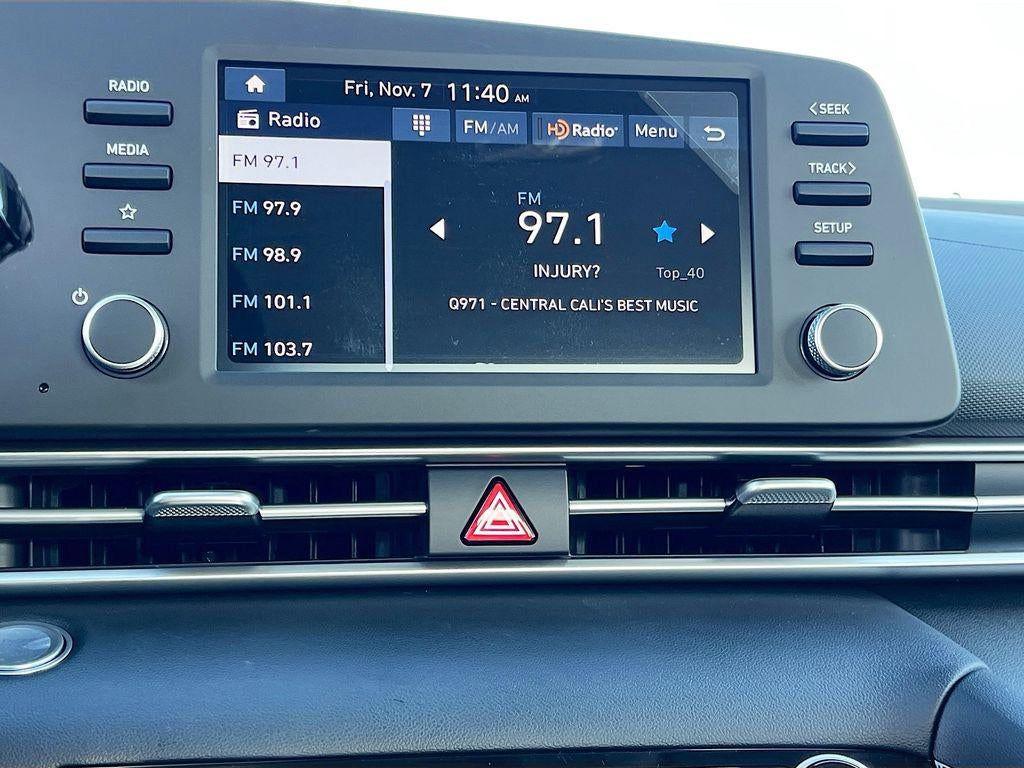 RADIO
MEDIA
Fri, Nov. 7 11:40 AM
Radio
FM/AM
HD Radio
Menu
FM 97.1
FM 97.9
FM 98.9
FM 101.1
FM 103.7
FM
97.1
INJURY?
Top_40
Q971 - CENTRAL CALI'S BEST MUSIC
<SEEK
TRACK>
SETUP